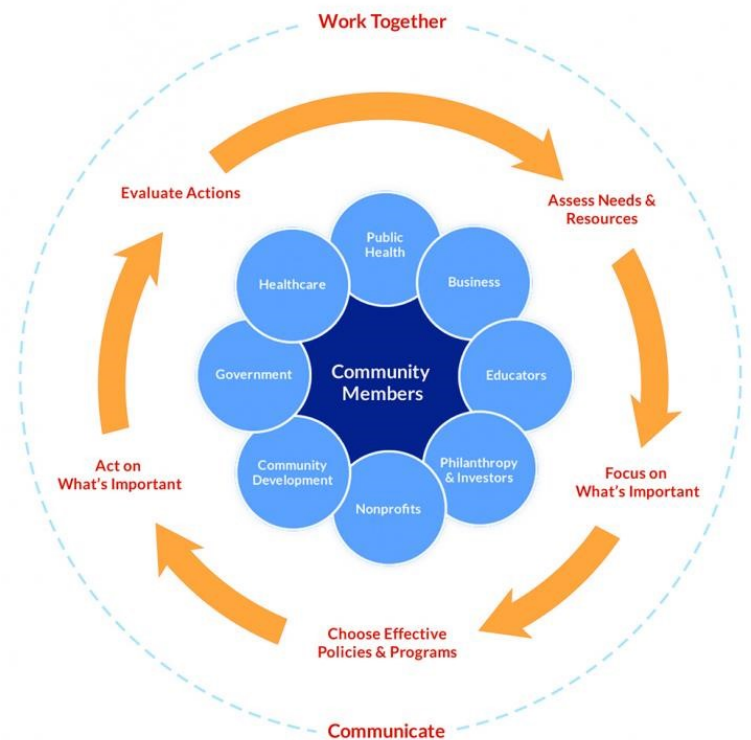 Work Together
Evaluate Actions
Assess Needs &
Resources
Public
Health
Healthcare
Business
Government
Community
Members
Educators
Community
Development
Philanthropy
& Investors
Nonprofits
Act on
What's Important
Focus on
What's Important
Choose Effective
Policies & Programs
Communicate